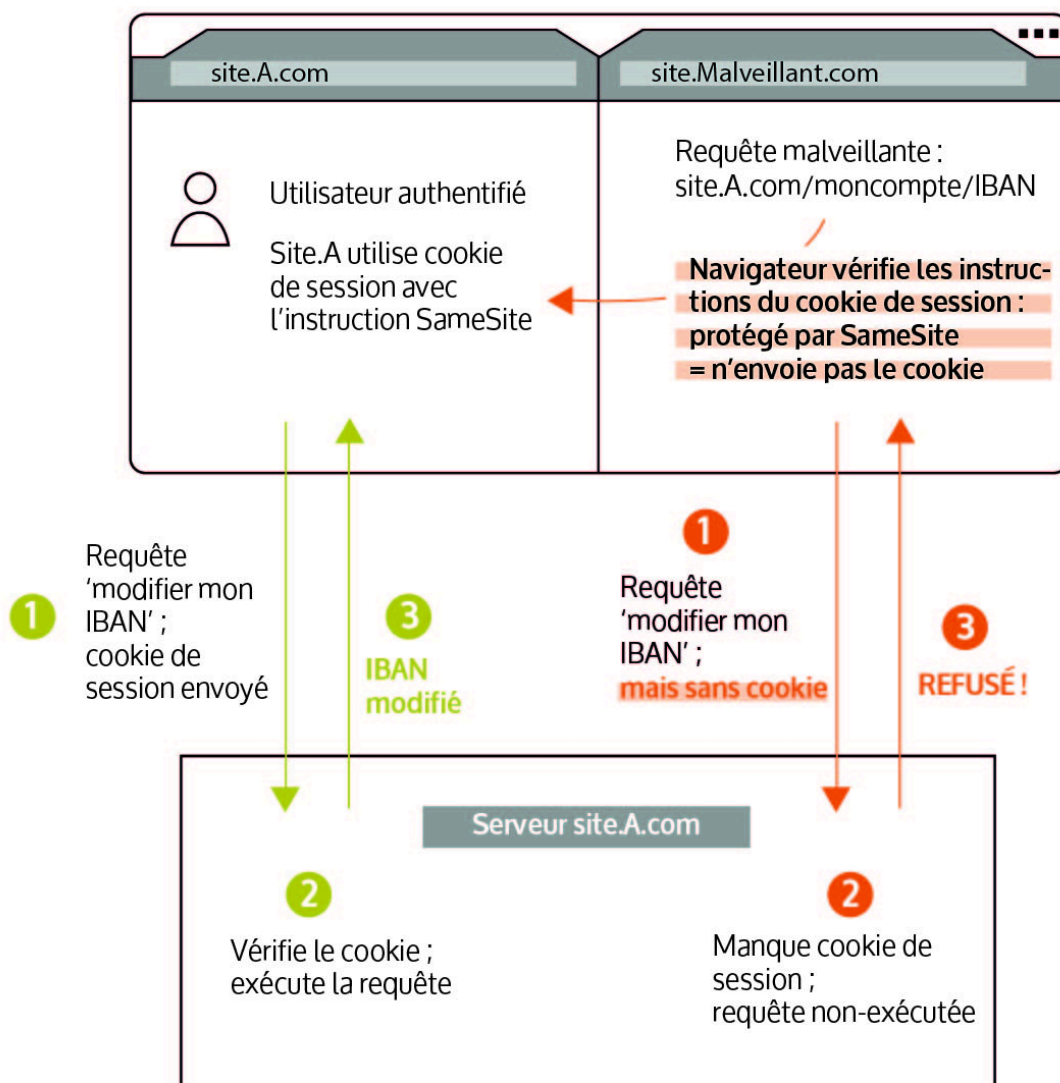 site.A.com
site.Malveillant.com
Utilisateur authentifié
Site.A utilise cookie
de session avec
l'instruction SameSite
Requête malveillante :
site.A.com/moncompte/IBAN
Navigateur vérifie les instruc-
tions du cookie de session :
protégé par SameSite
= n'envoie pas le cookie
1
Requête
‘modifier mon
IBAN’ ;
cookie de
session envoyé
3
IBAN
modifié
1
Requête
‘modifier mon
IBAN’ ;
mais sans cookie
3
REFUSÉ !
Serveur site.A.com
2
Vérifie le cookie ;
exécute la requête
2
Manque cookie de
session ;
requête non-exécutée